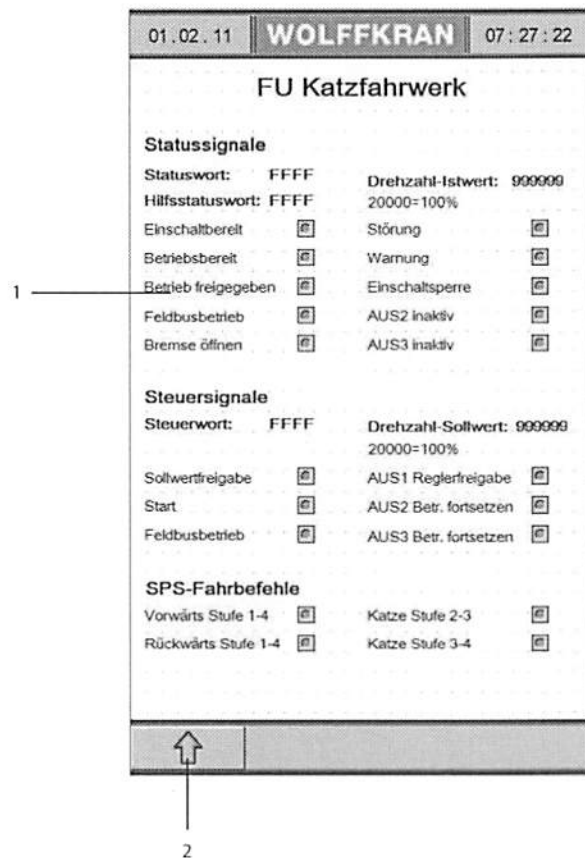 01.02.11 WOLFFKRAN 07:27:22
FU Katzfahrwerk
Statussignale
Statuswort: FFFF Drehzahl-Istwert: 999999
Hilfsstatuswort: FFFF 20000=100%
Einschaltbereit Störung
Betriebsbereit Warnung
1 Betrieb freigegeben Einschaltsperre
Feldbusbetrieb AUS2 inaktiv
Bremse öffnen AUS3 inaktiv
Steuersignale
Steuerwort: FFFF Drehzahl-Sollwert: 999999
20000=100%
Sollwertfreigabe AUS1 Reglerfreigabe
Start AUS2 Betr. fortsetzen
Feldbusbetrieb AUS3 Betr. fortsetzen
SPS-Fahrbefehle
Vorwärts Stufe 1-4 Katze Stufe 2-3
Rückwärts Stufe 1-4 Katze Stufe 3-4
2